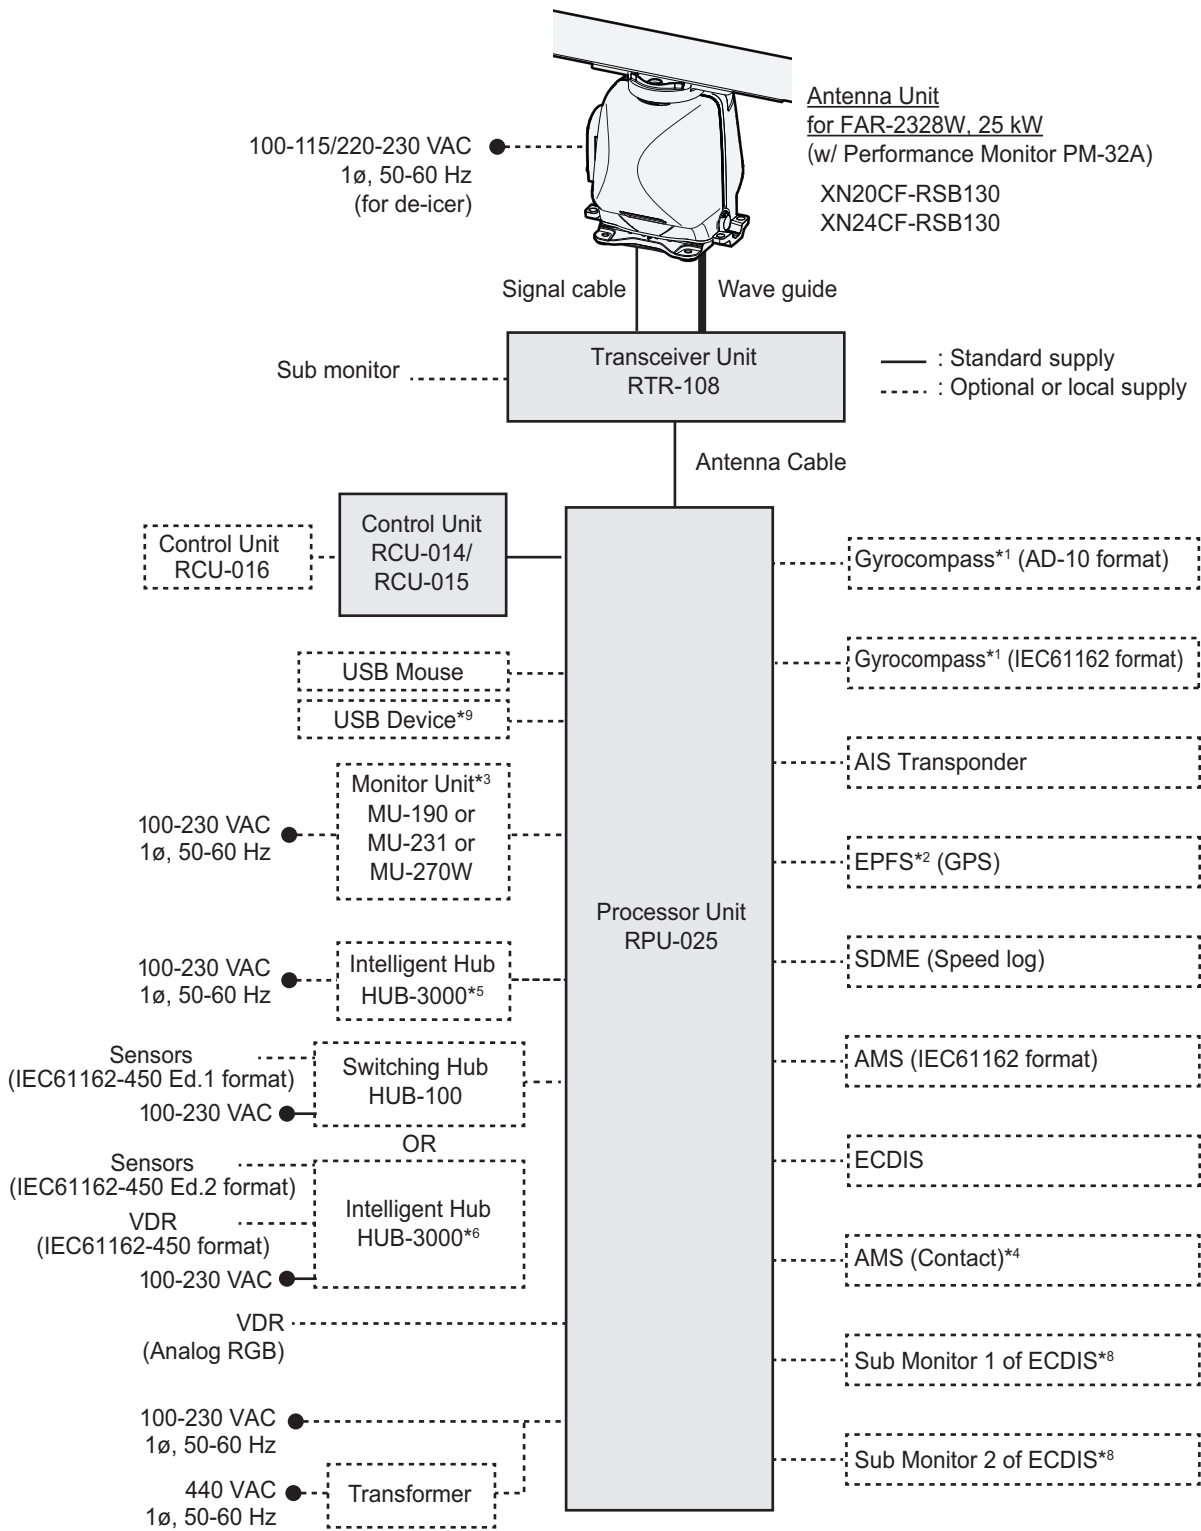 Antenna Unit
for FAR-2328W, 25 kW
(w/ Performance Monitor PM-32A)
XN20CF-RSB130
XN24CF-RSB130
100-115/220-230 VAC
1ø, 50-60 Hz
(for de-icer)
Signal cable
Wave guide
Sub monitor
Transceiver Unit
RTR-108
: Standard supply
: Optional or local supply
Antenna Cable
Control Unit
RCU-016
Control Unit
RCU-014/
RCU-015
USB Mouse
USB Device*9
100-230 VAC
1ø, 50-60 Hz
Monitor Unit*3
MU-190 or
MU-231 or
MU-270W
100-230 VAC
1ø, 50-60 Hz
Intelligent Hub
HUB-3000*5
Sensors
(IEC61162-450 Ed.1 format)
100-230 VAC
Switching Hub
HUB-100
OR
Sensors
(IEC61162-450 Ed.2 format)
VDR
(IEC61162-450 format)
100-230 VAC
Intelligent Hub
HUB-3000*6
VDR
(Analog RGB)
100-230 VAC
1ø, 50-60 Hz
440 VAC
1ø, 50-60 Hz
Transformer
Processor Unit
RPU-025
Gyrocompass*1 (AD-10 format)
Gyrocompass*1 (IEC61162 format)
AIS Transponder
EPFS*2 (GPS)
SDME (Speed log)
AMS (IEC61162 format)
ECDIS
AMS (Contact)*4
Sub Monitor 1 of ECDIS*8
Sub Monitor 2 of ECDIS*8